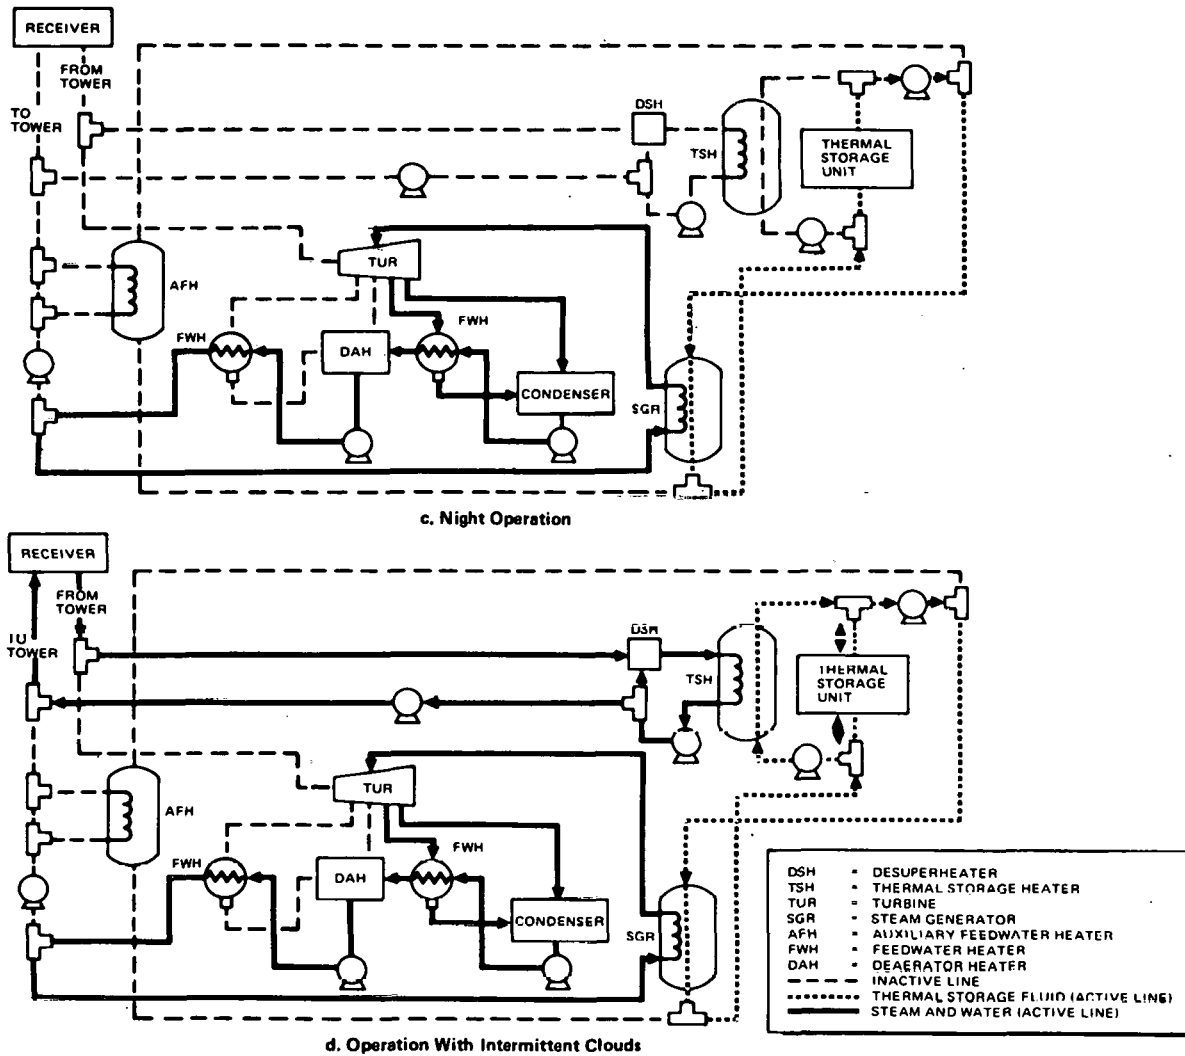 RECEIVER
FROM
TOWER
TO
TOWER
DSH
TSH
THERMAL
STORAGE
UNIT
TUR
AFH
FWH
FWH
DAH
CONDENSER
SGR
c. Night Operation
RECEIVER
FROM
TOWER
TO
TOWER
DSH
TSH
THERMAL
STORAGE
UNIT
TUR
AFH
FWH
FWH
DAH
CONDENSER
SGR
DSH = DESUPERHEATER
TSH = THERMAL STORAGE HEATER
TUR = TURBINE
SGR = STEAM GENERATOR
AFH = AUXILIARY FEEDWATER HEATER
FWH = FEEDWATER HEATER
DAH = DEAERATOR HEATER
INACTIVE LINE
THERMAL STORAGE FLUID (ACTIVE LINE)
STEAM AND WATER (ACTIVE LINE)
d. Operation With Intermittent Clouds